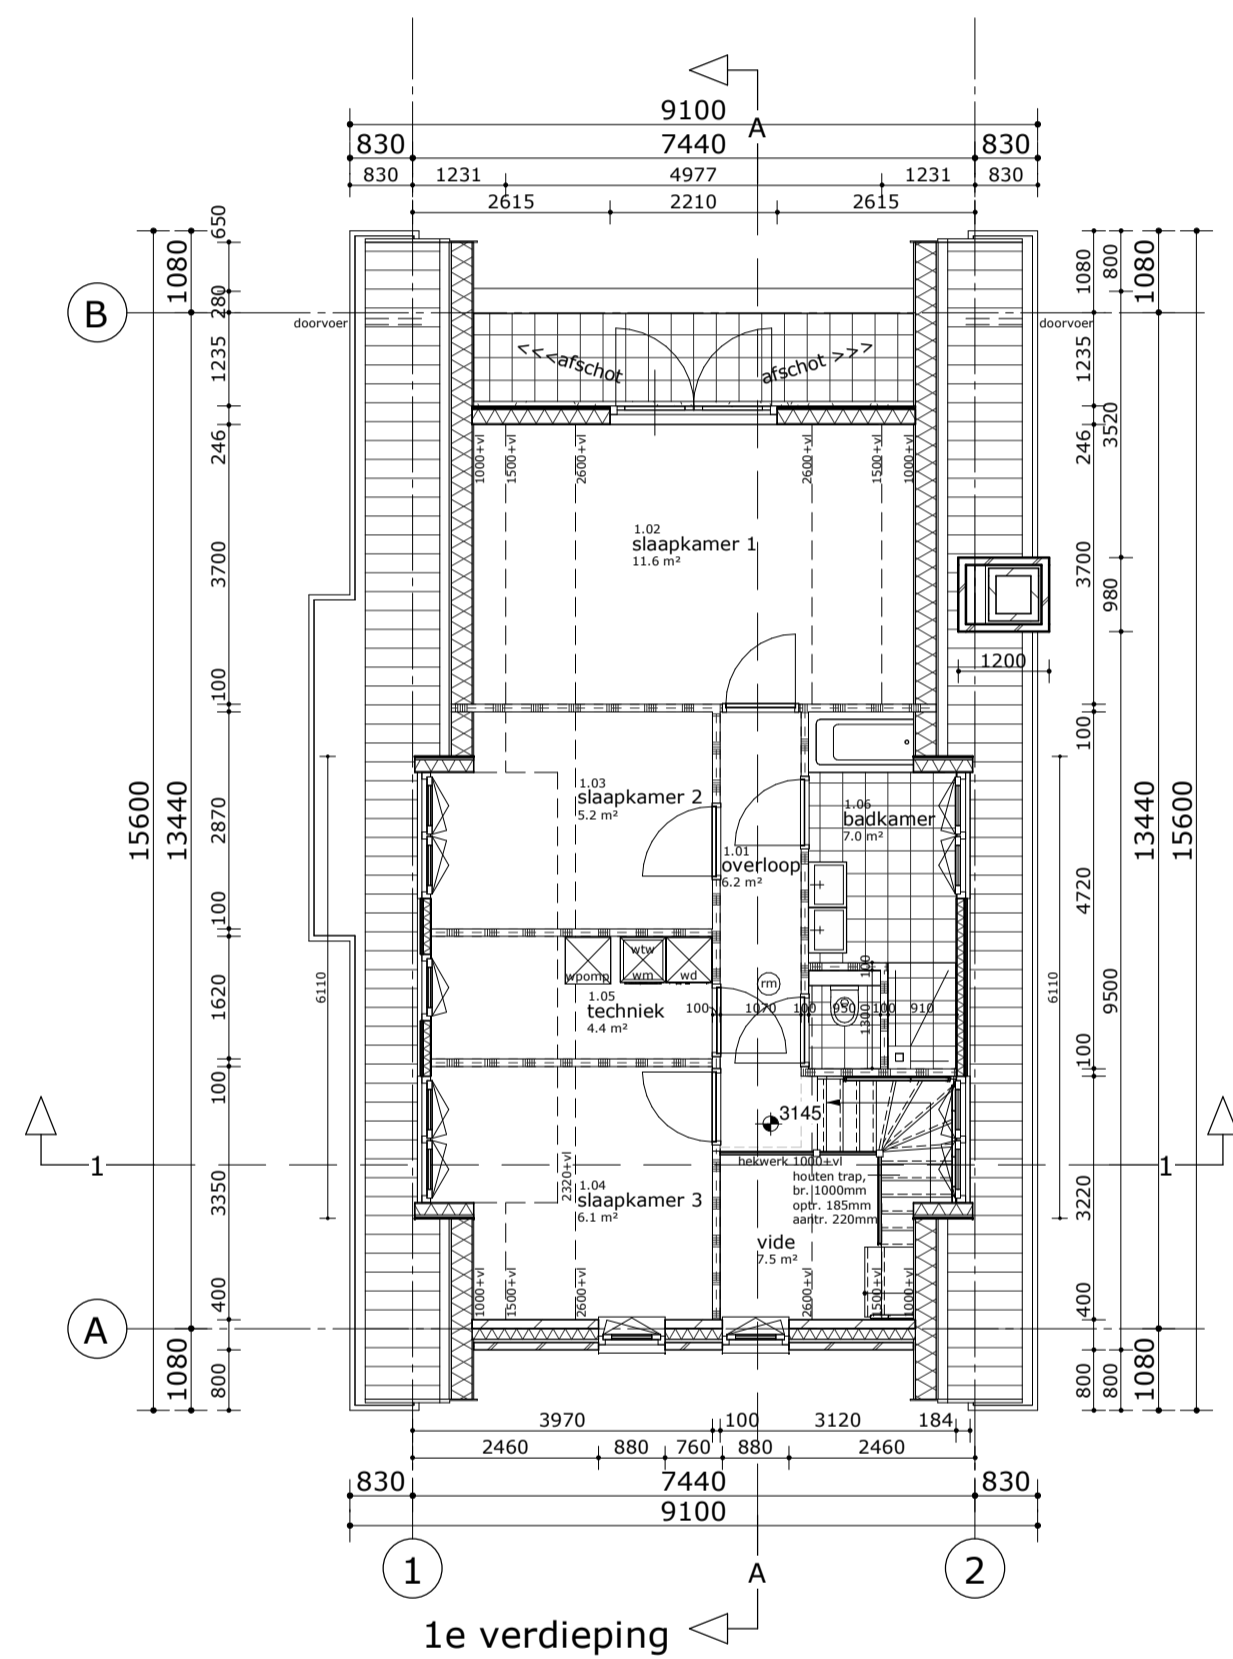 9100
A
830 7440 830
830 1231 4977 1231 830
2615 2210 2615
650
1080
280
1235
246
3700
100
2870
100
1620
100
3350
400
800
15600
13440
1080
1080
6110
B
A
doorvoer
<<<afschot
afschot >>>
doorvoer
1000+vl
1500+vl
2600+vl
2600+vl
1500+vl
1000+vl
1.02
slaapkamer 1
11.6 m²
1200
1.03
slaapkamer 2
5.2 m²
1.06
badkamer
7.0 m²
1.01
overloop
6.2 m²
wtw
wpomp wm wd
1.05
techniek
4.4 m²
rm
100 1070 100 950 100 910
100
1300
3145
1
1
hekwerk 1000+vl
houten trap,
br. 1000mm
optr. 185mm
aantr. 220mm
2320+vl
1.04
slaapkamer 3
6.1 m²
vide
7.5 m²
1000+vl
1500+vl
2600+vl
2600+vl
1500+vl
1000+vl
1080
1235
246
3700
100
4720
100
3220
400
800
800
3520
980
9500
800
1080
13440
1080
15600
6110
3970 100 3120 184
2460 880 760 880 2460
830 7440 830
9100
1
2
A
1e verdieping